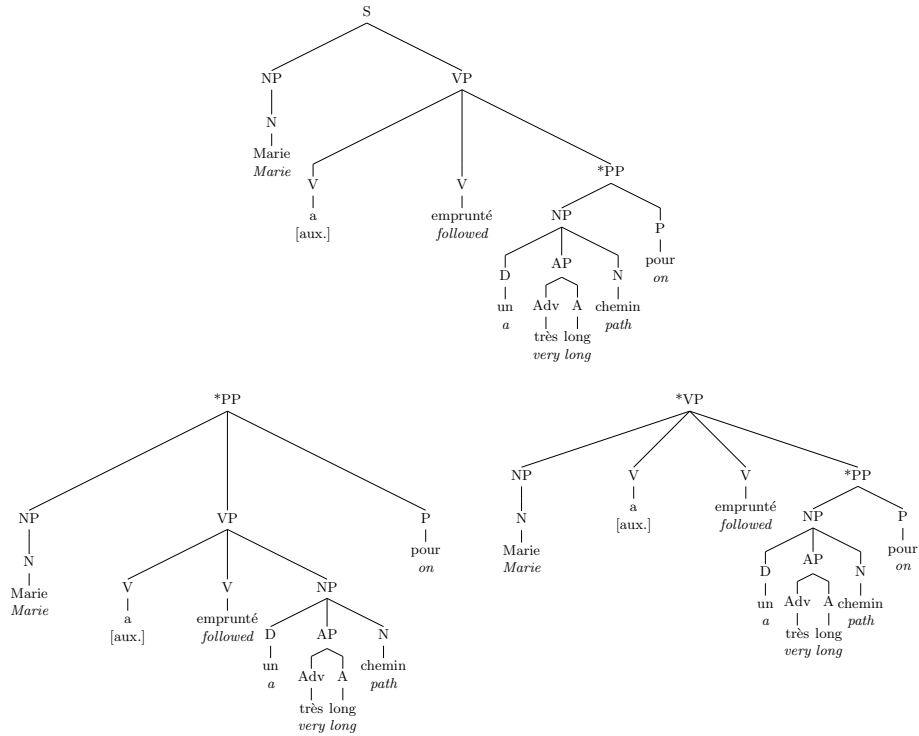 S
NP VP
N
Marie
Marie
V V *PP
a emprunté NP P
[aux.] followed
pour
on
D AP N
un Adv A chemin
a path
très long
very long
*PP
NP VP P
N pour
on
Marie
Marie
V V NP
a emprunté
[aux.] followed
D AP N
un Adv A chemin
a path
très long
very long
*VP
NP V V *PP
N a emprunté NP P
[aux.] followed
Marie pour
Marie on
D AP N
un Adv A chemin
a path
très long
very long